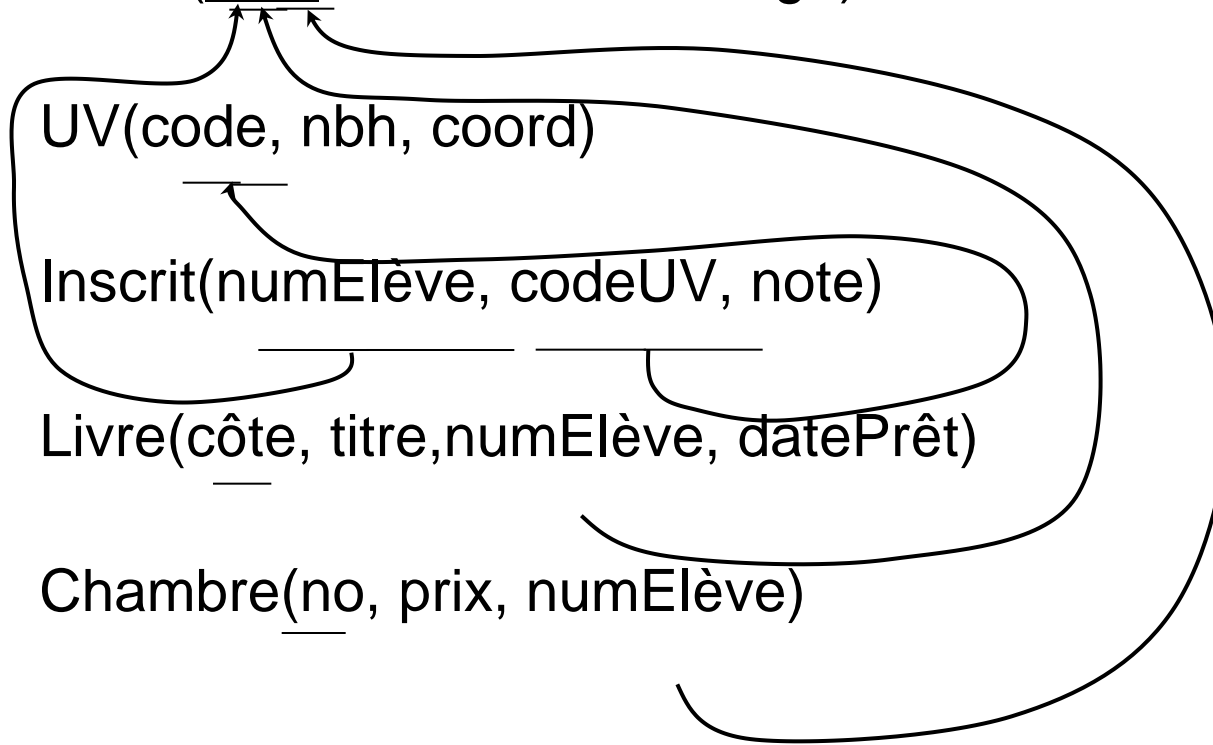 UV(code, nbh, coord)
Inscrit(numElève, codeUV, note)
Livre(côte, titre,numElève, datePrêt)
Chambre(no, prix, numElève)